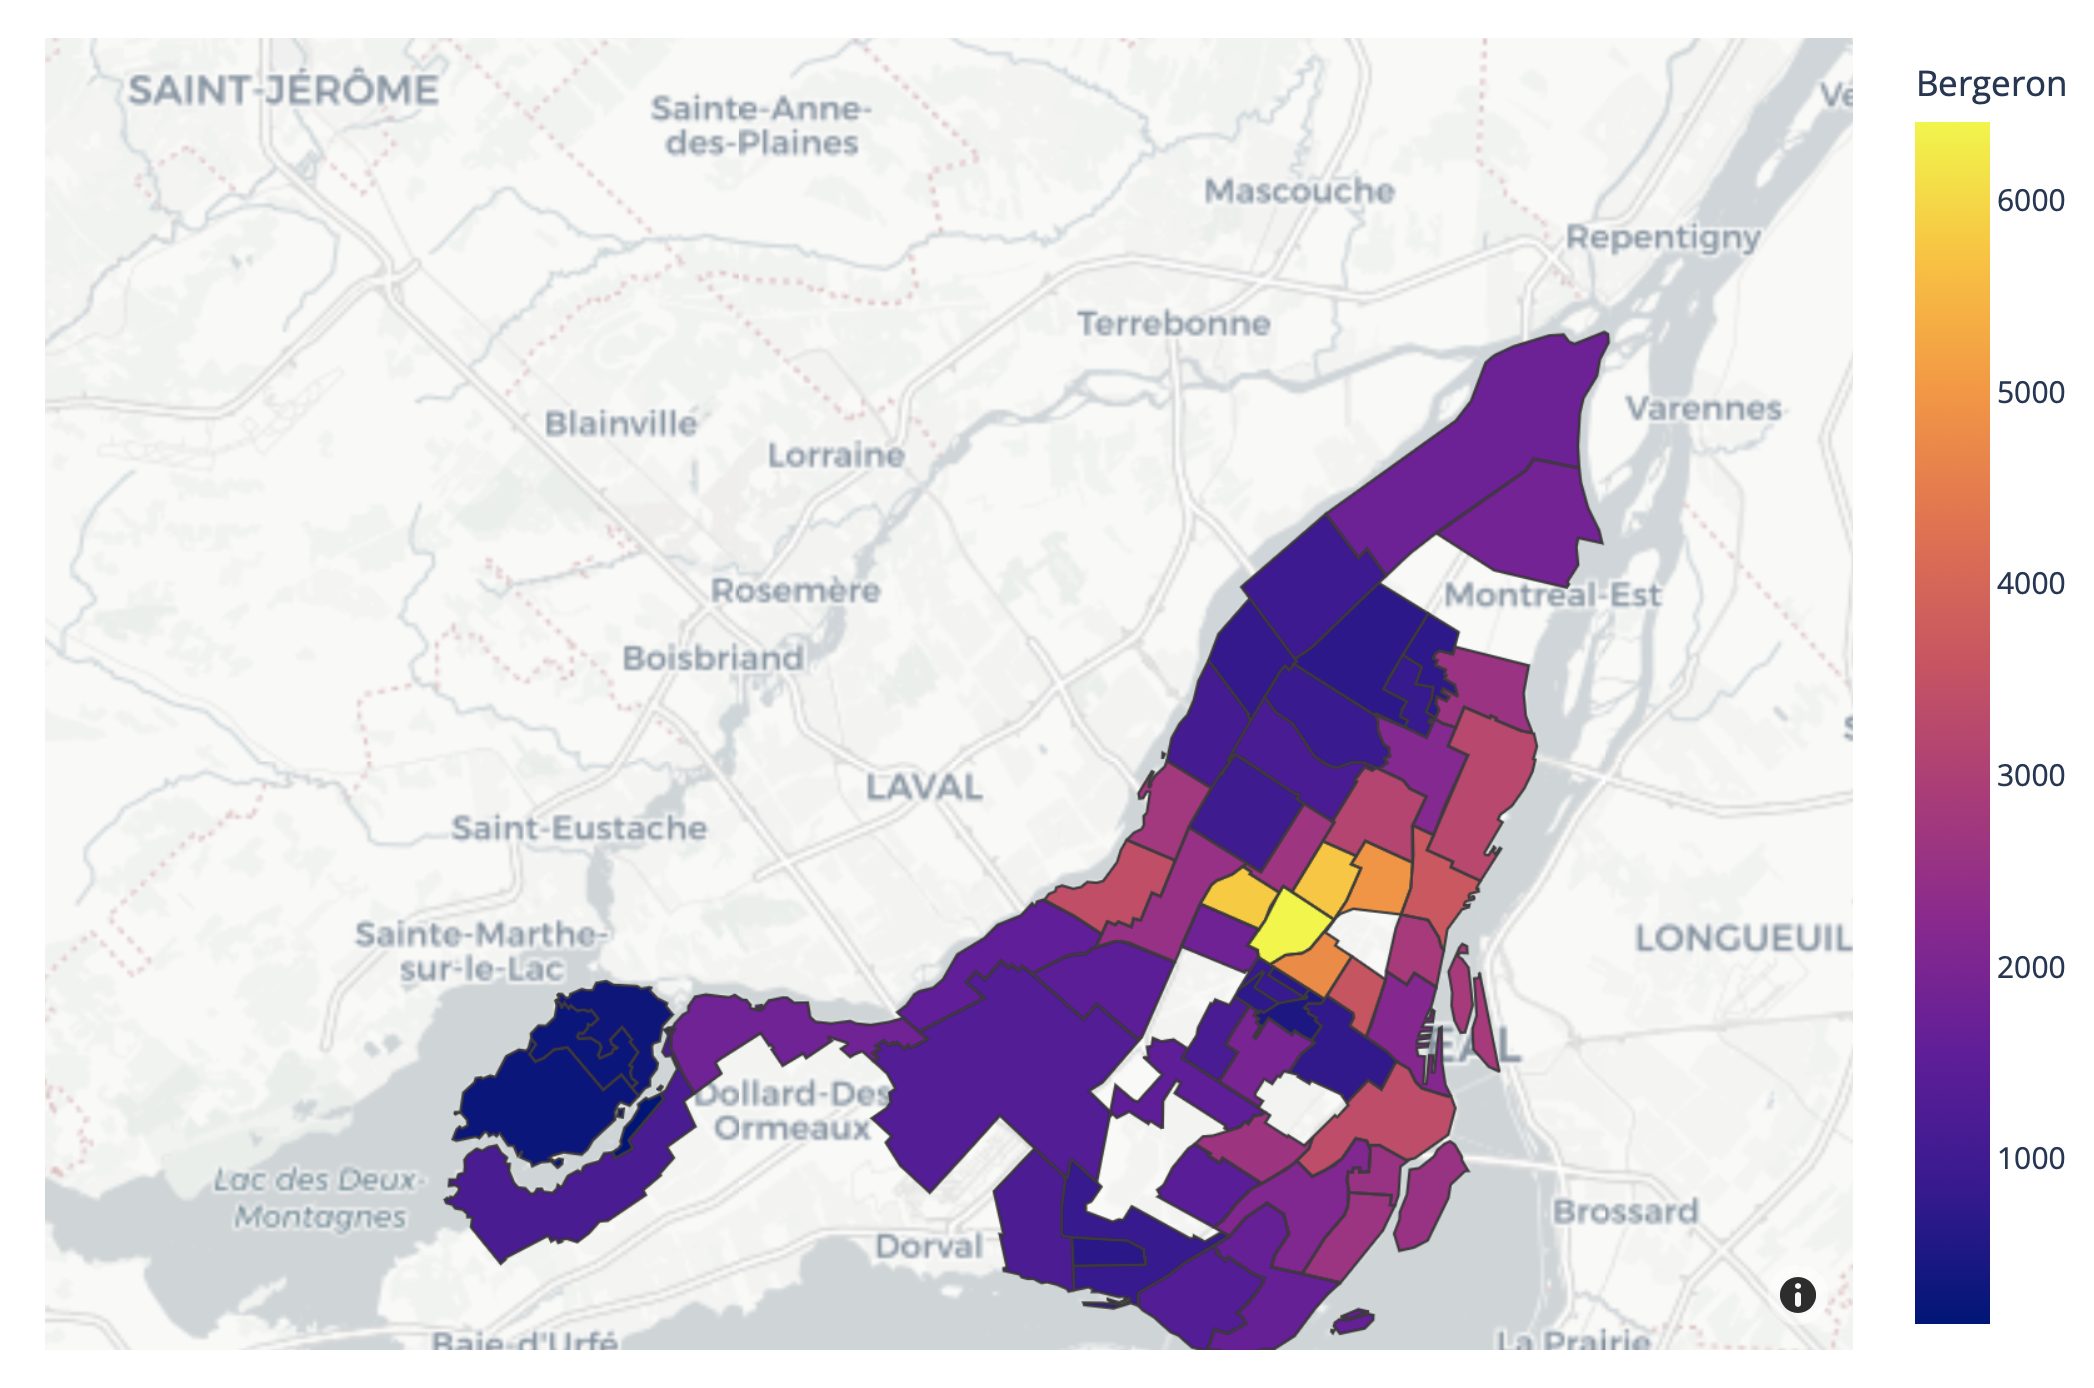 SAINT-JÉRÔME
Sainte-Anne-
des-Plaines
Mascouche
Repentigny
Terrebonne
Varennes
Blainville
Lorraine
Rosemère
Montreal-Est
Boisbriand
LAVAL
Saint-Eustache
Sainte-Marthe-
sur-le-Lac
LONGUEUIL
EAL
Dollard-Des
Ormeaux
Lac des Deux-
Montagnes
Brossard
Dorval
Baie-d'Urfé
La Prairie
Bergeron
6000
5000
4000
3000
2000
1000